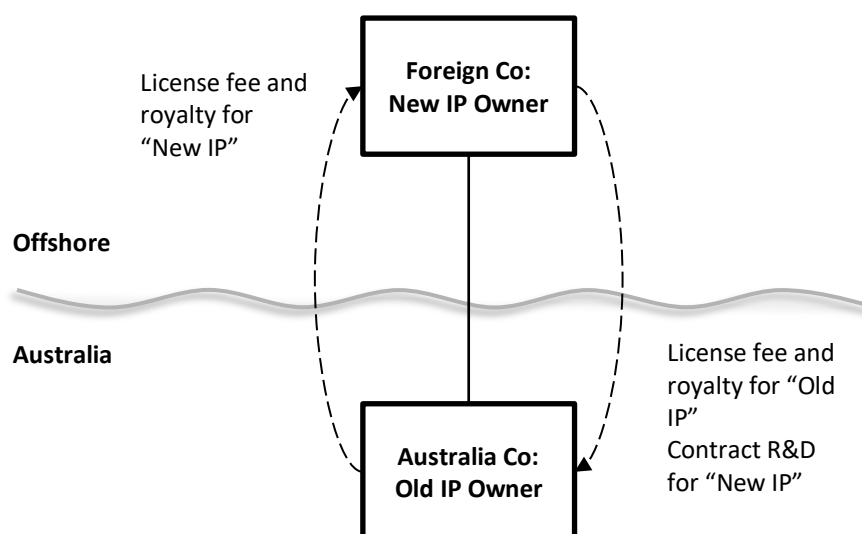 Foreign Co:
New IP Owner
License fee and
royalty for
“New IP”
Offshore
Australia
License fee and
royalty for “Old
IP”
Contract R&D
for “New IP”
Australia Co:
Old IP Owner